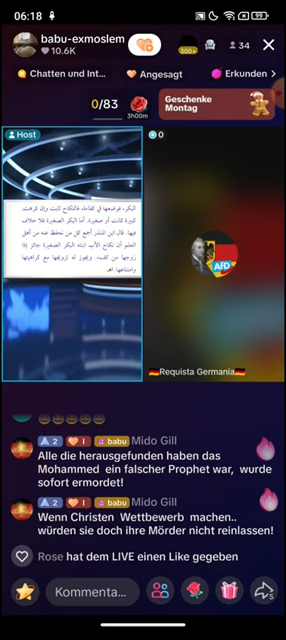 06:18
99
babu-exmoslem
10.6K
100+
34
Chatten und Int...
Angesagt
Erkunden
0/83
3h00m
Geschenke
Montag
Host
0
البكر، فوضعها في كفاءة، فالنكاح ثابت وإن كرهت،
كبيرة كانت أو صغيرة. أما البكر الصغيرة فلا خلاف
فيها. قال ابن المنذر أجمع كل من نحفظ عنه من أهل
العلم أن نكاح الأب ابنته البكر الصغيرة جائز إذا
زوجها من كفء. ويجوز له تزويجها مع كراهيتها
وامتناعها. اهـ
AfD
Requista Germania
2 1 babu Mido Gill
Alle die herausgefunden haben das
Mohammed ein falscher Prophet war, wurde
sofort ermordet!
2 1 babu Mido Gill
Wenn Christen Wettbewerb machen..
würden sie doch ihre Mörder nicht reinlassen!
Rose hat dem LIVE einen Like gegeben
Kommenta...
5